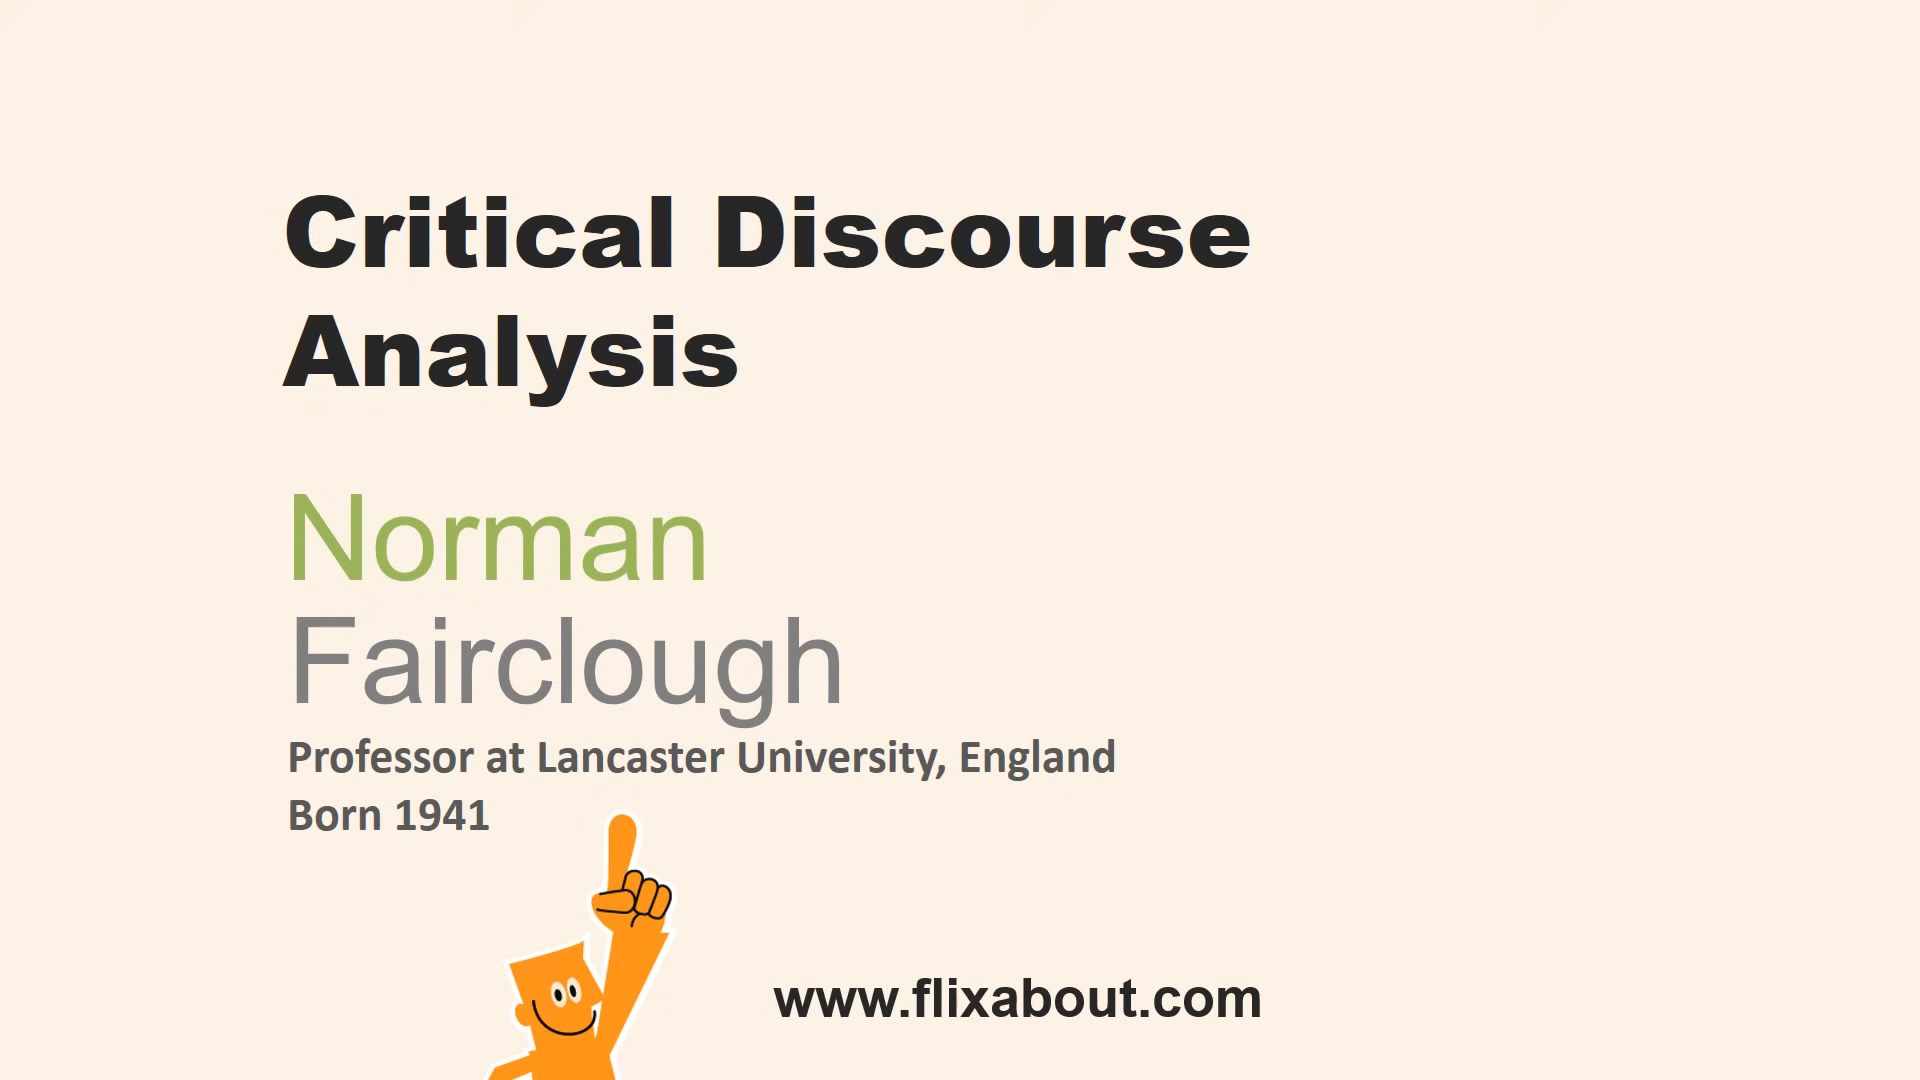 Critical Discourse
Analysis
Norman
Fairclough
Professor at Lancaster University, England
Born 1941
www.flixabout.com